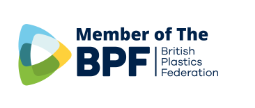 Member of The
BPF
British
Plastics
Federation